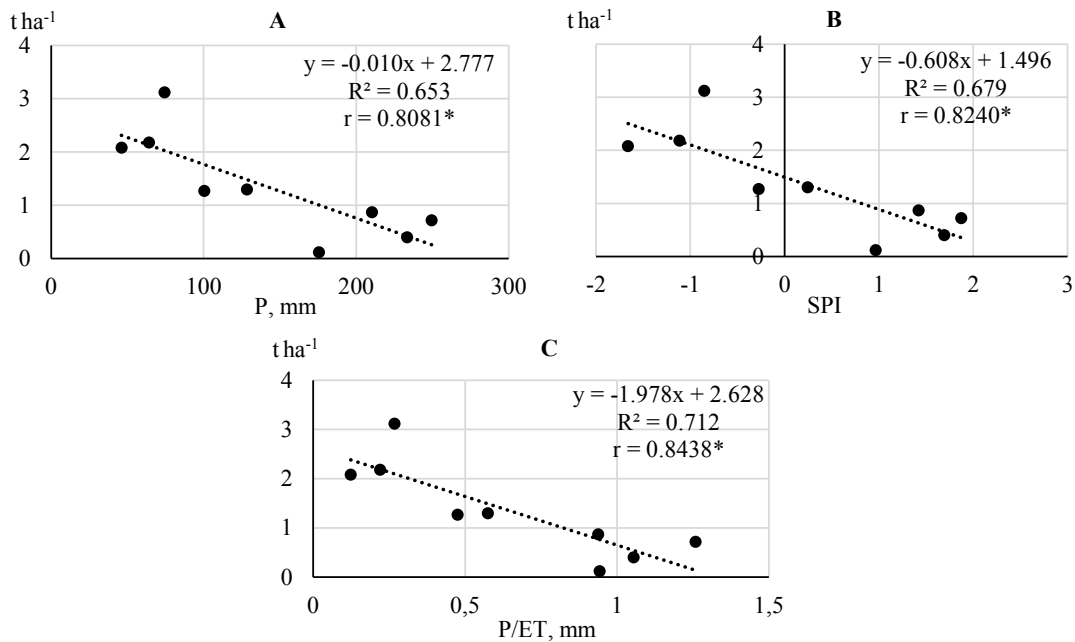 A
t ha-1
4
3
2
1
0
y = -0.010x + 2.777
R² = 0.653
r = 0.8081*
0 100 200 300
P, mm
B
t ha-1
4
3
2
1
0
y = -0.608x + 1.496
R² = 0.679
r = 0.8240*
-2 -1 0 1 2 3
SPI
C
t ha-1
4
3
2
1
0
y = -1.978x + 2.628
R² = 0.712
r = 0.8438*
0 0,5 1 1,5
P/ET, mm